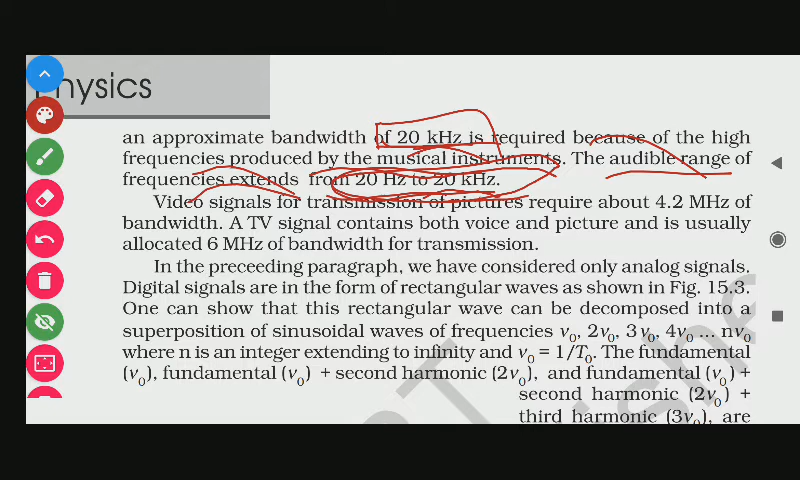 Physics
an approximate bandwidth of 20 kHz is required because of the high
frequencies produced by the musical instruments. The audible range of
frequencies extends from 20 Hz to 20 kHz.
Video signals for transmission of pictures require about 4.2 MHz of
bandwidth. A TV signal contains both voice and picture and is usually
allocated 6 MHz of bandwidth for transmission.
In the preceeding paragraph, we have considered only analog signals.
Digital signals are in the form of rectangular waves as shown in Fig. 15.3.
One can show that this rectangular wave can be decomposed into a
superposition of sinusoidal waves of frequencies ν₀, 2ν₀, 3ν₀, 4ν₀ ... nν₀
where n is an integer extending to infinity and ν₀ = 1/T₀. The fundamental
(ν₀), fundamental (ν₀) + second harmonic (2ν₀), and fundamental (ν₀) +
second harmonic (2ν₀) +
third harmonic (3ν₀), are